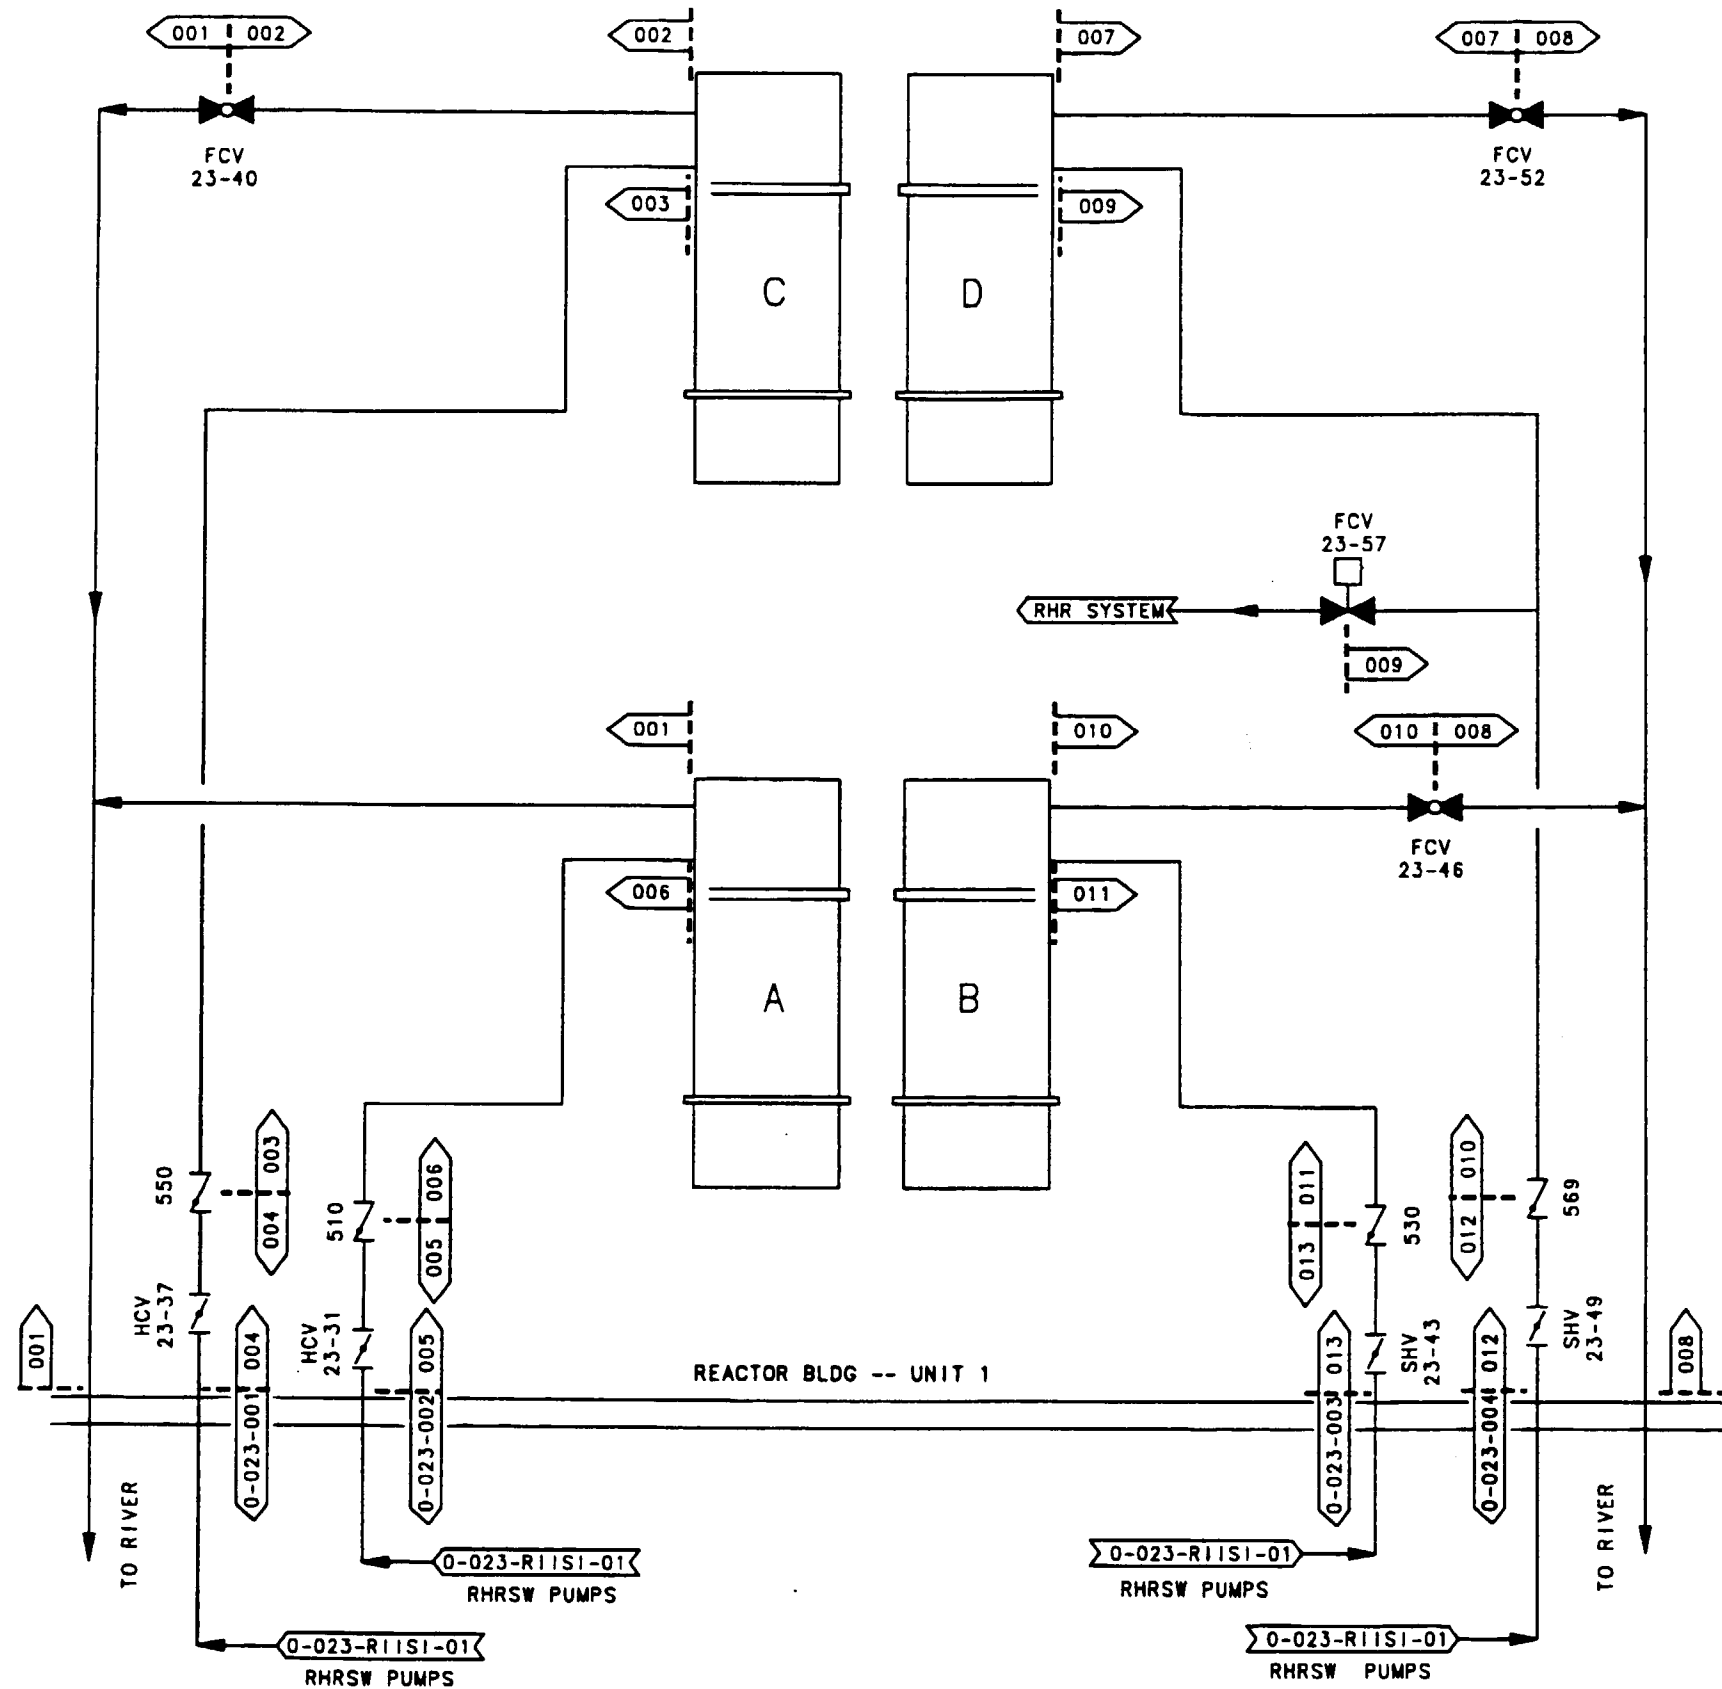 001 002
002
007
007 008
FCV
23-40
FCV
23-52
003
009
C
D
FCV
23-57
RHR SYSTEM
009
001
010
010 008
FCV
23-46
006
011
A
B
550
004 003
510
005 006
013 011
530
012 010
569
HCV
23-37
HCV
23-31
SHV
23-43
SHV
23-49
001
0-023-001 004
0-023-002 005
REACTOR BLDG -- UNIT 1
0-023-003 013
0-023-004 012
008
TO RIVER
TO RIVER
0-023-RIISI-01
RHRSW PUMPS
0-023-RIISI-01
RHRSW PUMPS
0-023-RIISI-01
RHRSW PUMPS
0-023-RIISI-01
RHRSW PUMPS